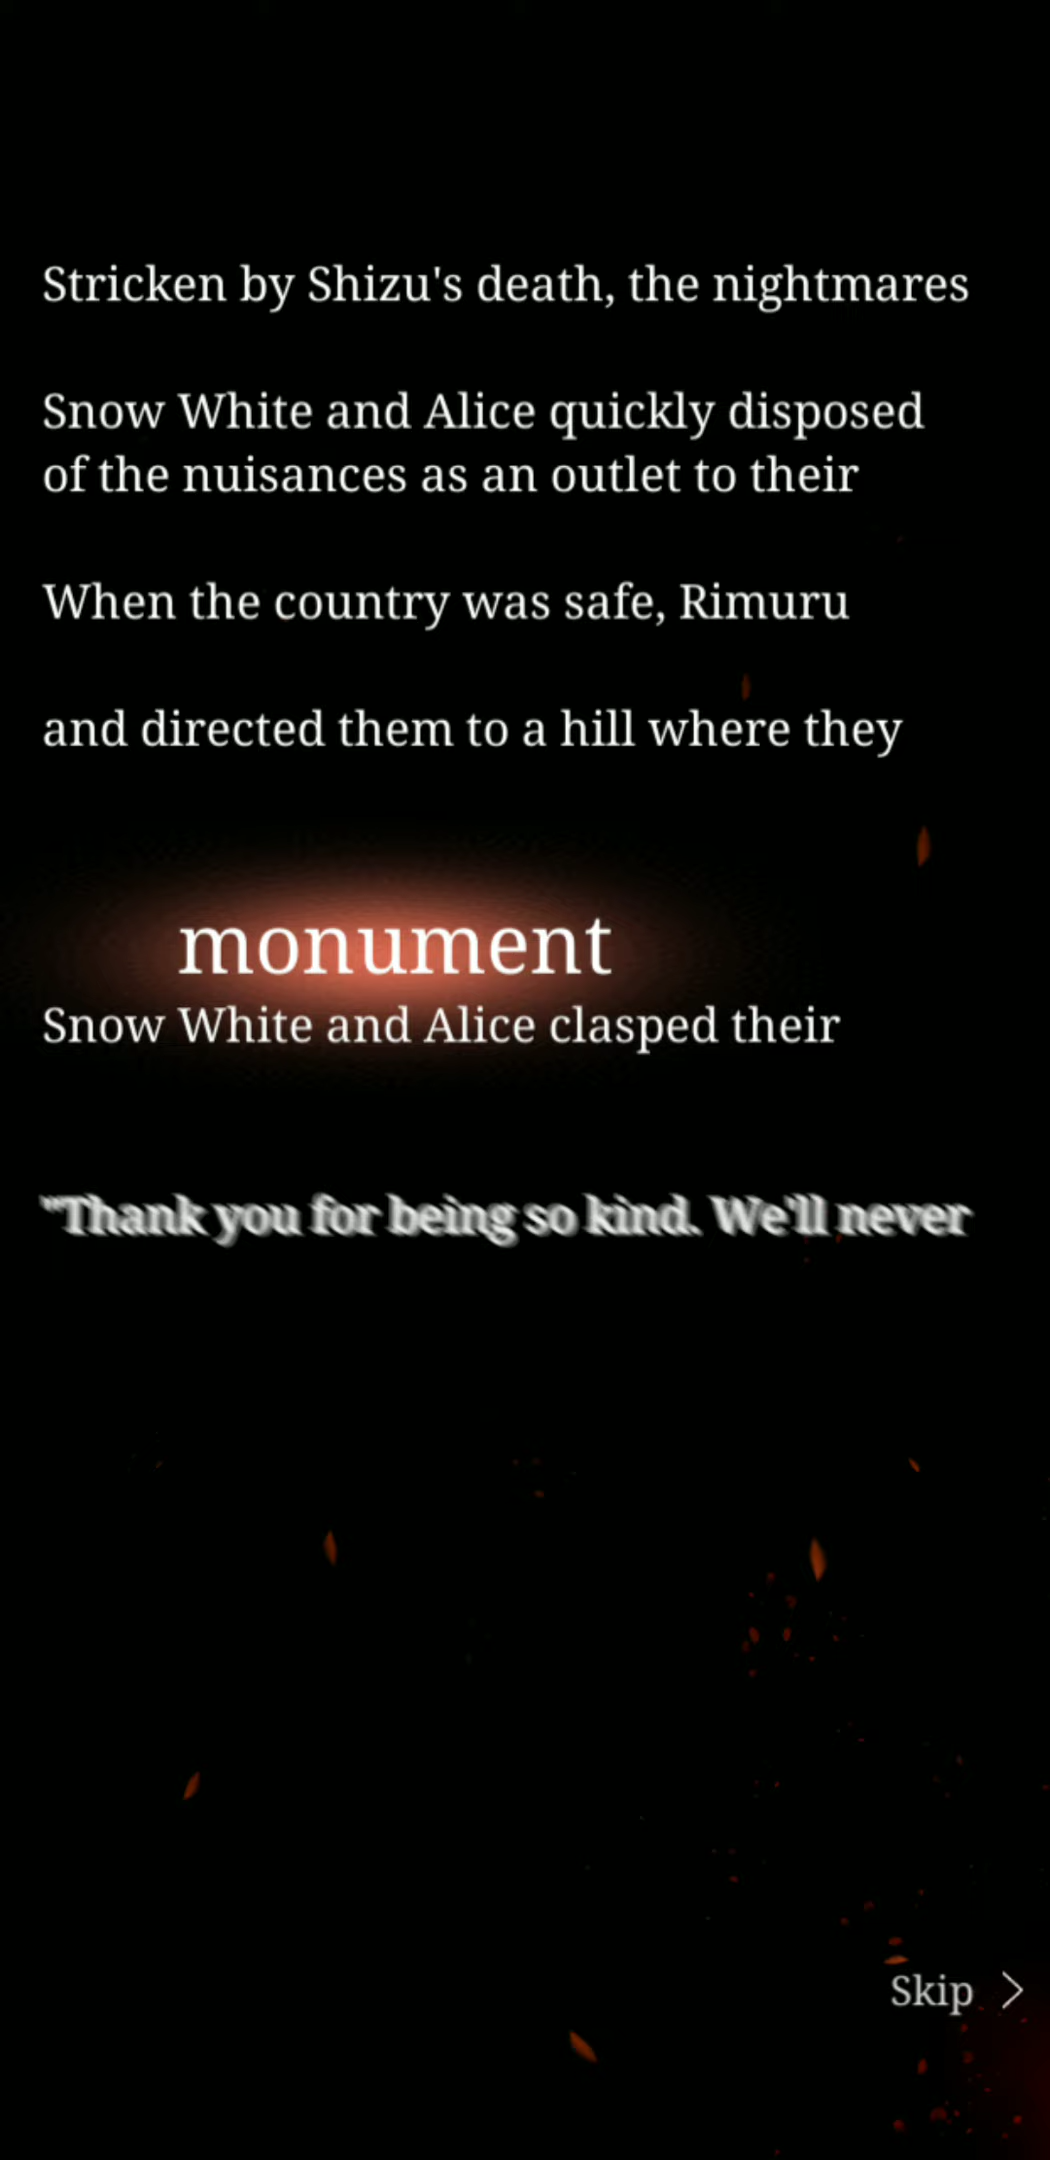 Stricken by Shizu's death, the nightmares
Snow White and Alice quickly disposed
of the nuisances as an outlet to their
When the country was safe, Rimuru
and directed them to a hill where they
monument
Snow White and Alice clasped their
"Thank you for being so kind. We'll never
Skip >